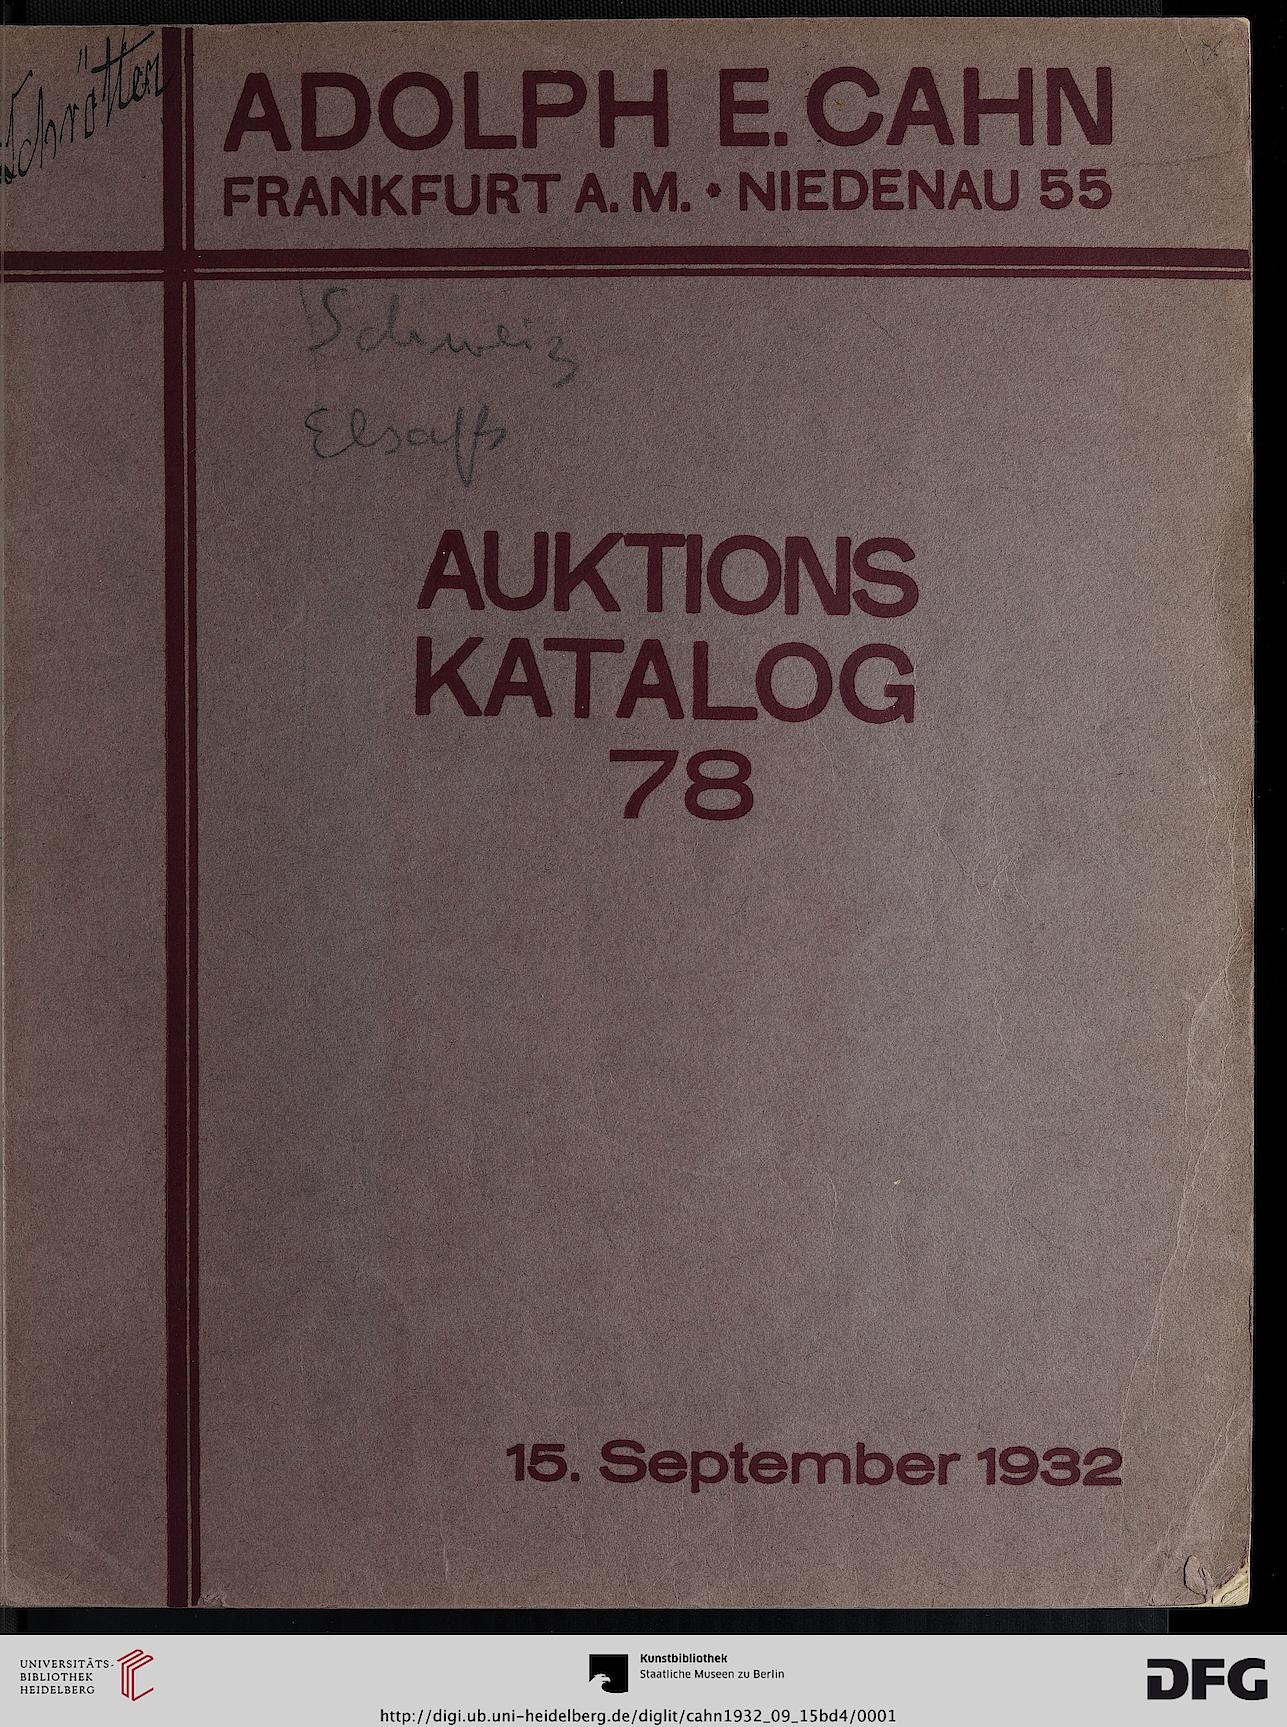 Schrötter
ADOLPH E. CAHN
FRANKFURT A. M. • NIEDENAU 55
Schweiz
Elsaß
AUKTIONS
KATALOG
78
15. September 1932
UNIVERSITÄTS-
BIBLIOTHEK
HEIDELBERG
Kunstbibliothek
Staatliche Museen zu Berlin
DFG
http://digi.ub.uni-heidelberg.de/diglit/cahn1932_09_15bd4/0001